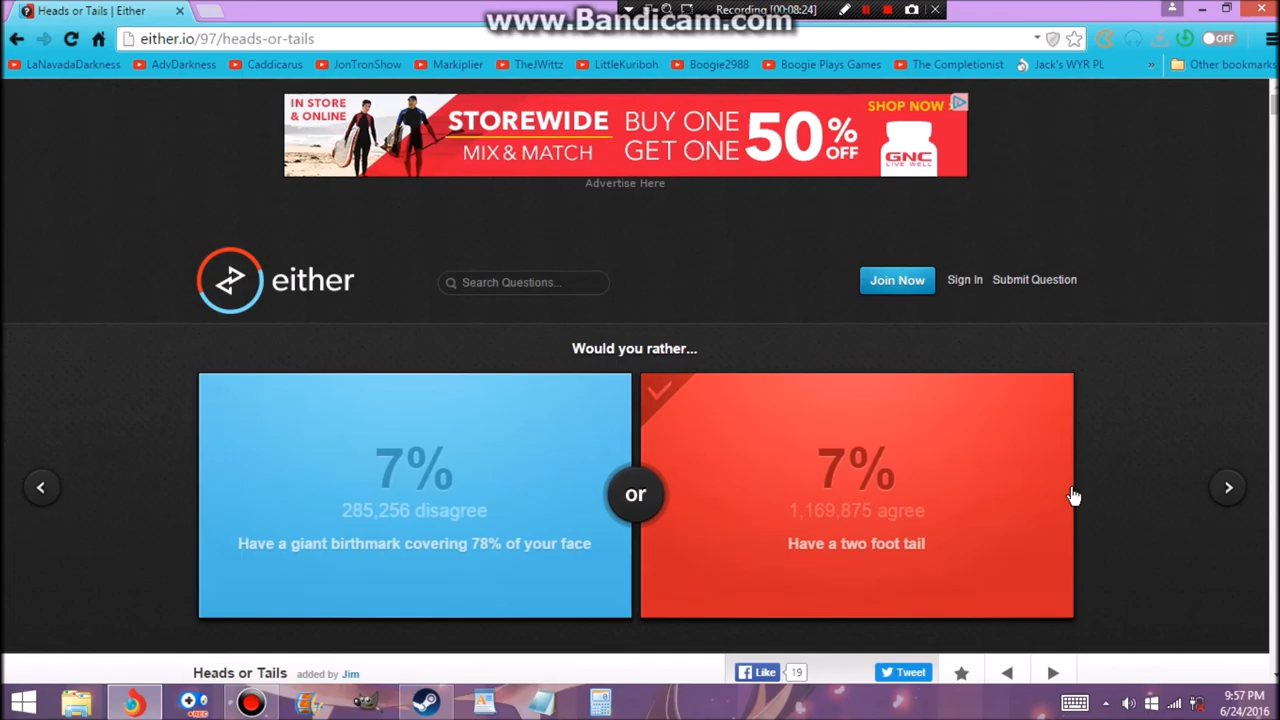 www.Bandicam.com
Recording [00:08:24]
Heads or Tails | Either
either.io/97/heads-or-tails
OFF
LaNavadaDarkness
AdvDarkness
Caddicarus
JonTronShow
Markiplier
TheJWittz
LittleKuriboh
Boogie2988
Boogie Plays Games
The Completionist
Jack's WYR PL
»
Other bookmarks
IN STORE & ONLINE
STOREWIDE
MIX & MATCH
BUY ONE
GET ONE
50% OFF
SHOP NOW
GNC
LIVE WELL
Advertise Here
either
Search Questions...
Join Now
Sign In
Submit Question
Would you rather...
7%
285,256 disagree
Have a giant birthmark covering 78% of your face
or
7%
1,169,875 agree
Have a two foot tail
Heads or Tails added by Jim
Like
19
Tweet
REC
9:57 PM
6/24/2016